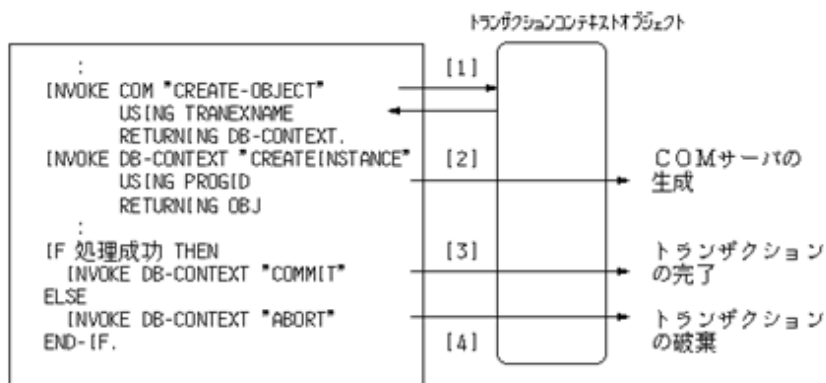 トランザクションコンテキストオブジェクト
:
INVOKE COM "CREATE-OBJECT"
USING TRANEXNAME
RETURNING DB-CONTEXT.
INVOKE DB-CONTEXT "CREATEINSTANCE"
USING PROGID
RETURNING OBJ
:
IF 処理成功 THEN
INVOKE DB-CONTEXT "COMMIT"
ELSE
INVOKE DB-CONTEXT "ABORT"
END-IF.
[1]
[2]
[3]
[4]
COMサーバの
生成
トランザクション
の完了
トランザクション
の破棄